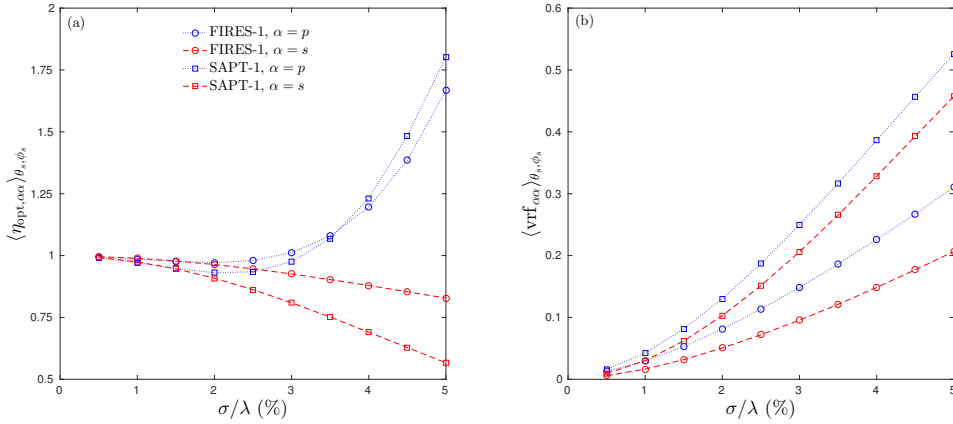 (a)
FIRES-1, α = p
FIRES-1, α = s
SAPT-1, α = p
SAPT-1, α = s
2
1.75
1.5
1.25
1
0.75
0.5
0 1 2 3 4 5
σ/λ (%)
⟨η_opt,αα⟩_θs,ϕs
(b)
0.6
0.5
0.4
0.3
0.2
0.1
0
0 1 2 3 4 5
σ/λ (%)
⟨vrf_αα⟩_θs,ϕs